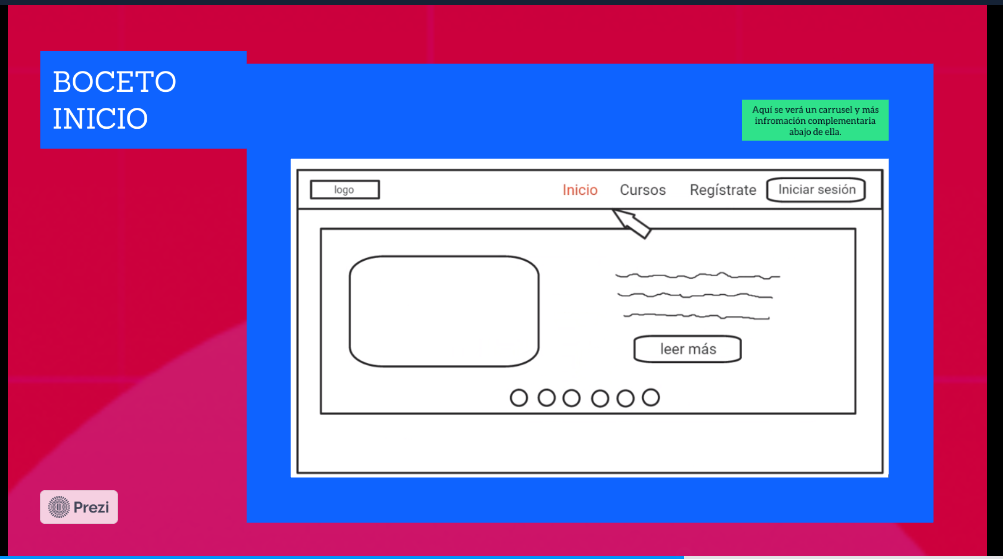 BOCETO
INICIO
Aquí se verá un carrusel y más
infromación complementaria
abajo de ella.
logo
Inicio
Cursos
Regístrate
Iniciar sesión
leer más
Prezi